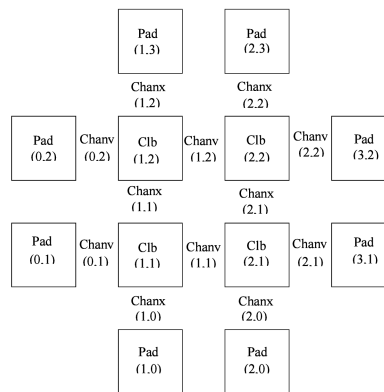 Pad
(1.3)
Pad
(2.3)
Chanx
(1.2)
Chanx
(2.2)
Pad
(0.2)
Chanv
(0.2)
Clb
(1.2)
Chanv
(1.2)
Clb
(2.2)
Chanv
(2.2)
Pad
(3.2)
Chanx
(1.1)
Chanx
(2.1)
Pad
(0.1)
Chanv
(0.1)
Clb
(1.1)
Chanv
(1.1)
Clb
(2.1)
Chanv
(2.1)
Pad
(3.1)
Chanx
(1.0)
Chanx
(2.0)
Pad
(1.0)
Pad
(2.0)